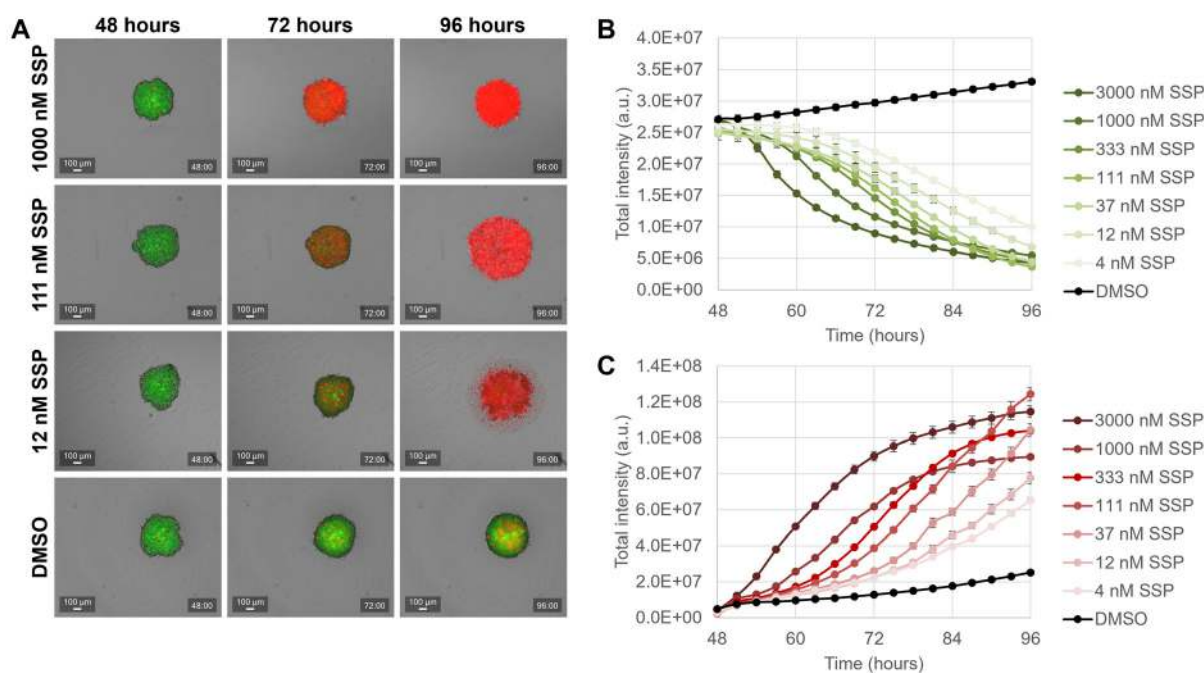 A
48 hours
72 hours
96 hours
1000 nM SSP
100 µm
48:00
100 µm
72:00
100 µm
96:00
111 nM SSP
100 µm
48:00
100 µm
72:00
100 µm
96:00
12 nM SSP
100 µm
48:00
100 µm
72:00
100 µm
96:00
DMSO
100 µm
48:00
100 µm
72:00
100 µm
96:00
B
Total intensity (a.u.)
4.0E+07
3.5E+07
3.0E+07
2.5E+07
2.0E+07
1.5E+07
1.0E+07
5.0E+06
0.0E+00
48
60
72
84
96
Time (hours)
3000 nM SSP
1000 nM SSP
333 nM SSP
111 nM SSP
37 nM SSP
12 nM SSP
4 nM SSP
DMSO
C
Total intensity (a.u.)
1.4E+08
1.2E+08
1.0E+08
8.0E+07
6.0E+07
4.0E+07
2.0E+07
0.0E+00
48
60
72
84
96
Time (hours)
3000 nM SSP
1000 nM SSP
333 nM SSP
111 nM SSP
37 nM SSP
12 nM SSP
4 nM SSP
DMSO